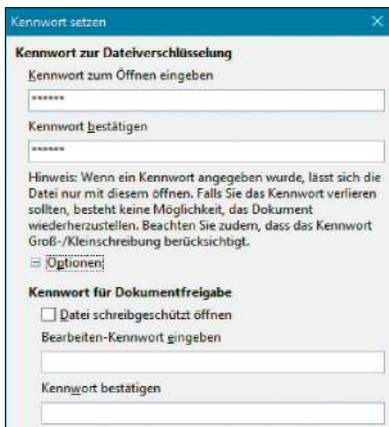 Kennwort setzen
Kennwort zur Dateiverschlüsselung
Kennwort zum Öffnen eingeben
******
Kennwort bestätigen
******
Hinweis: Wenn ein Kennwort angegeben wurde, lässt sich die
Datei nur mit diesem öffnen. Falls Sie das Kennwort verlieren
sollten, besteht keine Möglichkeit, das Dokument
wiederherzustellen. Beachten Sie zudem, dass das Kennwort
Groß-/Kleinschreibung berücksichtigt.
Optionen
Kennwort für Dokumentfreigabe
Datei schreibgeschützt öffnen
Bearbeiten-Kennwort eingeben
Kennwort bestätigen